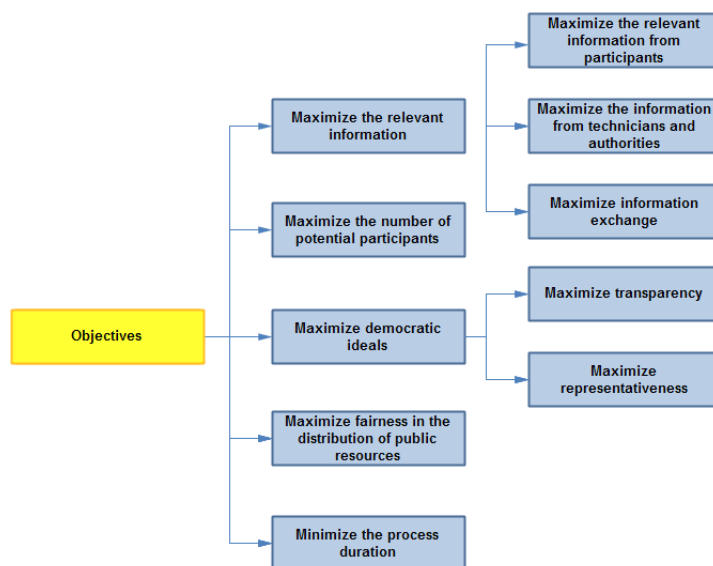 Objectives
Maximize the relevant
information
Maximize the number of
potential participants
Maximize democratic
ideals
Maximize fairness in the
distribution of public
resources
Minimize the process
duration
Maximize the relevant
information from
participants
Maximize the information
from technicians and
authorities
Maximize information
exchange
Maximize transparency
Maximize
representativeness